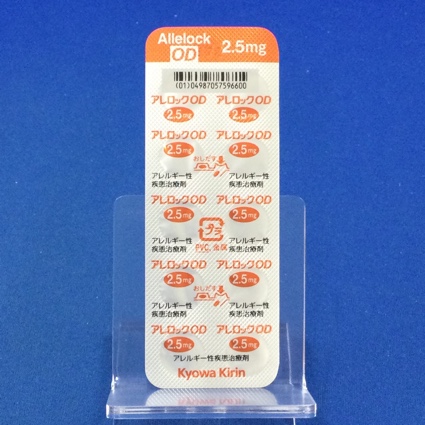 Allelock
OD 2.5mg
(01)04987057596600
アレロックOD アレロックOD
2.5mg 2.5mg
アレロックOD アレロックOD
2.5mg 2.5mg
おしだす
アレルギー性 アレルギー性
疾患治療剤 疾患治療剤
アレロックOD アレロックOD
2.5mg 2.5mg
プラ
アレルギー性 アレルギー性
疾患治療剤 PVC, 金属 疾患治療剤
アレロックOD アレロックOD
2.5mg 2.5mg
おしだす
アレルギー性 アレルギー性
疾患治療剤 疾患治療剤
アレロックOD アレロックOD
2.5mg 2.5mg
アレルギー性疾患治療剤
Kyowa Kirin